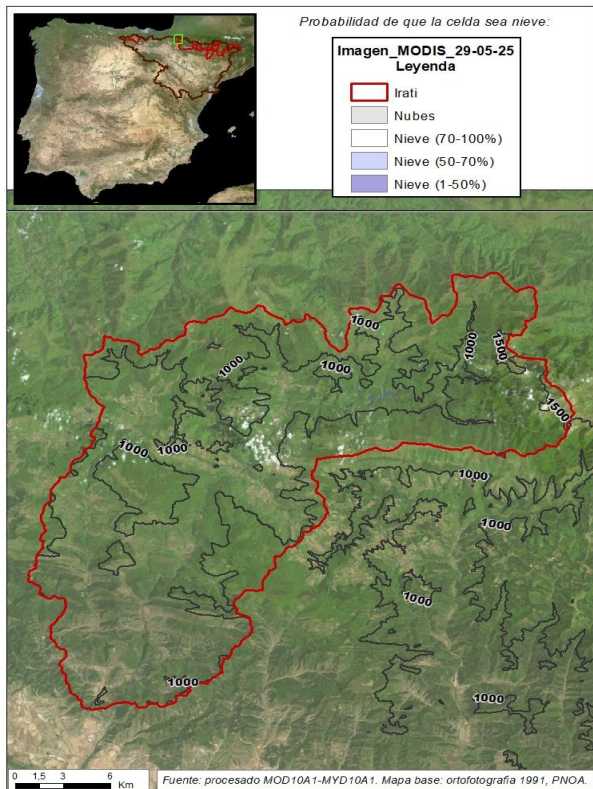 Probabilidad de que la celda sea nieve:
Imagen_MODIS_29-05-25
Leyenda
Irati
Nubes
Nieve (70-100%)
Nieve (50-70%)
Nieve (1-50%)
1000
1000
1500
1000
1000
1500
1000
1000
1000
1000
1000
1000
1000
0 1,5 3 6
Km
Fuente: procesado MOD10A1-MYD10A1. Mapa base: ortofotografia 1991, PNOA.